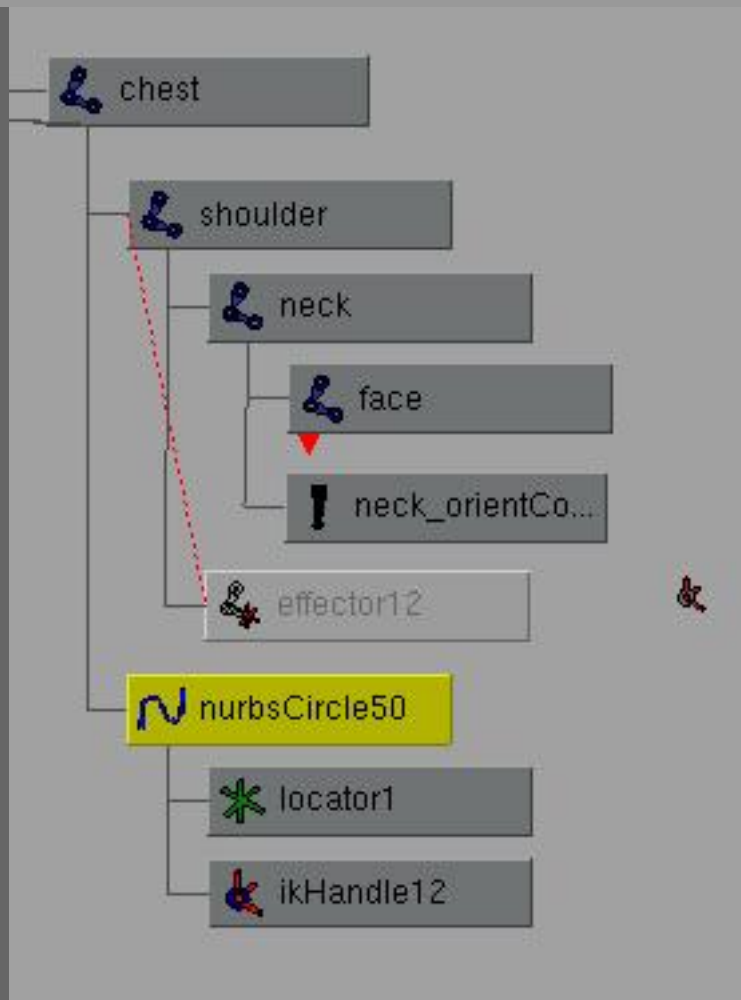 chest
shoulder
neck
face
neck_orientCo...
effector12
nurbsCircle50
locator1
ikHandle12